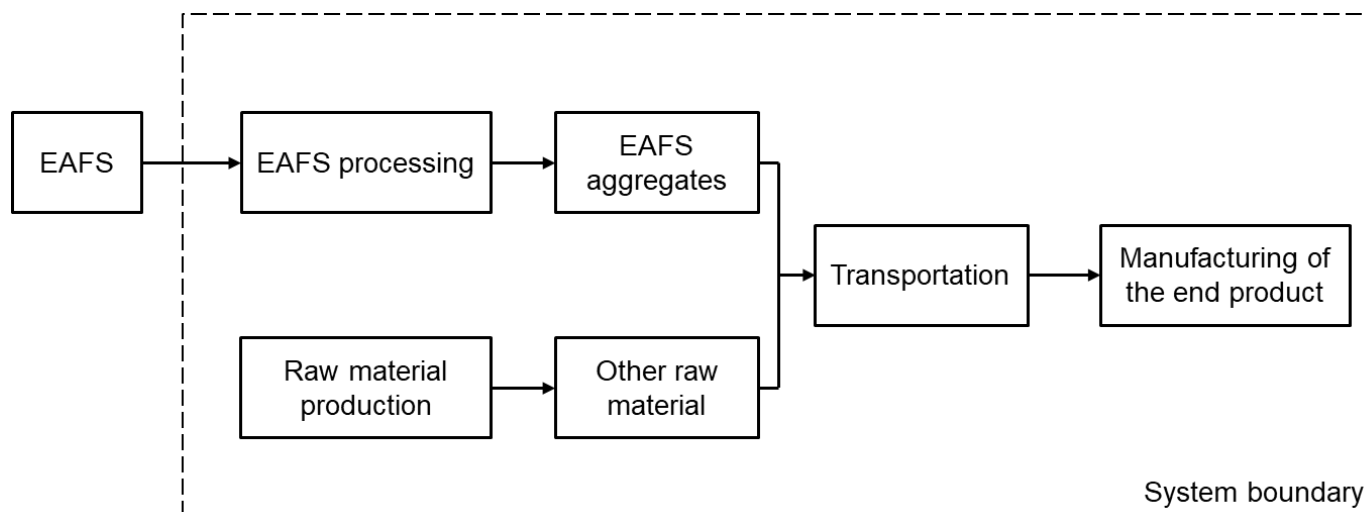 EAFS
EAFS processing
EAFS
aggregates
Transportation
Manufacturing of
the end product
Raw material
production
Other raw
material
System boundary